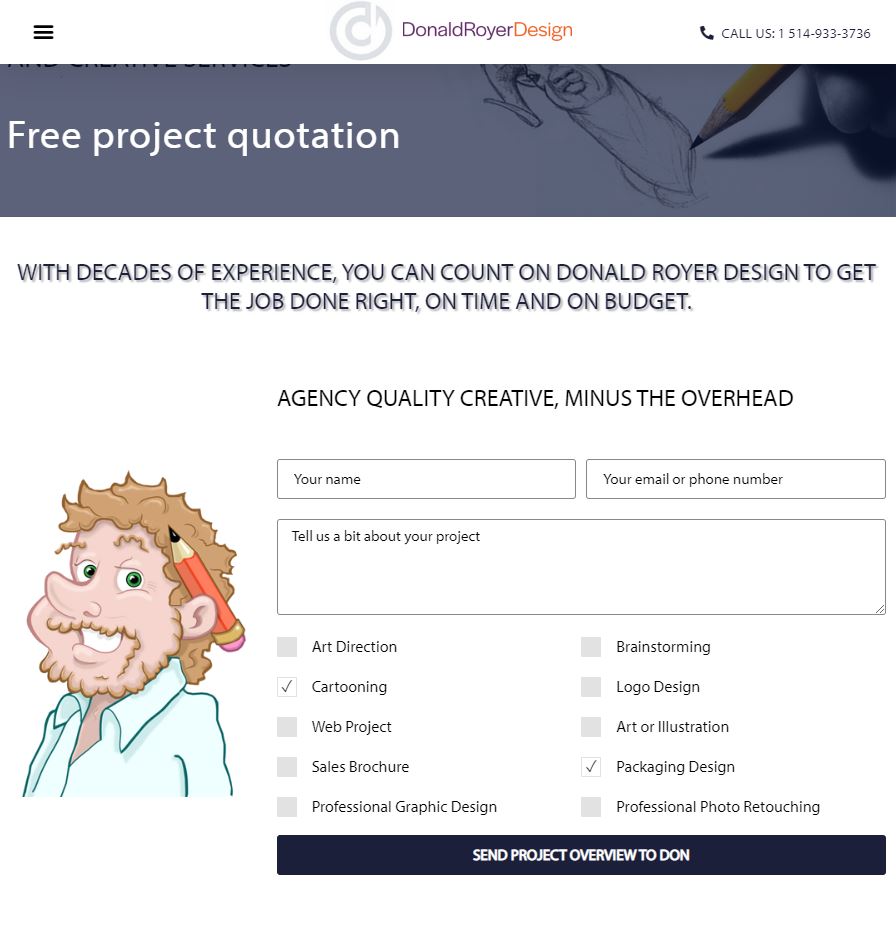 DonaldRoyerDesign
CALL US: 1 514-933-3736
AND CREATIVE SERVICES
Free project quotation
WITH DECADES OF EXPERIENCE, YOU CAN COUNT ON DONALD ROYER DESIGN TO GET
THE JOB DONE RIGHT, ON TIME AND ON BUDGET.
AGENCY QUALITY CREATIVE, MINUS THE OVERHEAD
Your name
Your email or phone number
Tell us a bit about your project
Art Direction
Brainstorming
Cartooning
Logo Design
Web Project
Art or Illustration
Sales Brochure
Packaging Design
Professional Graphic Design
Professional Photo Retouching
SEND PROJECT OVERVIEW TO DON